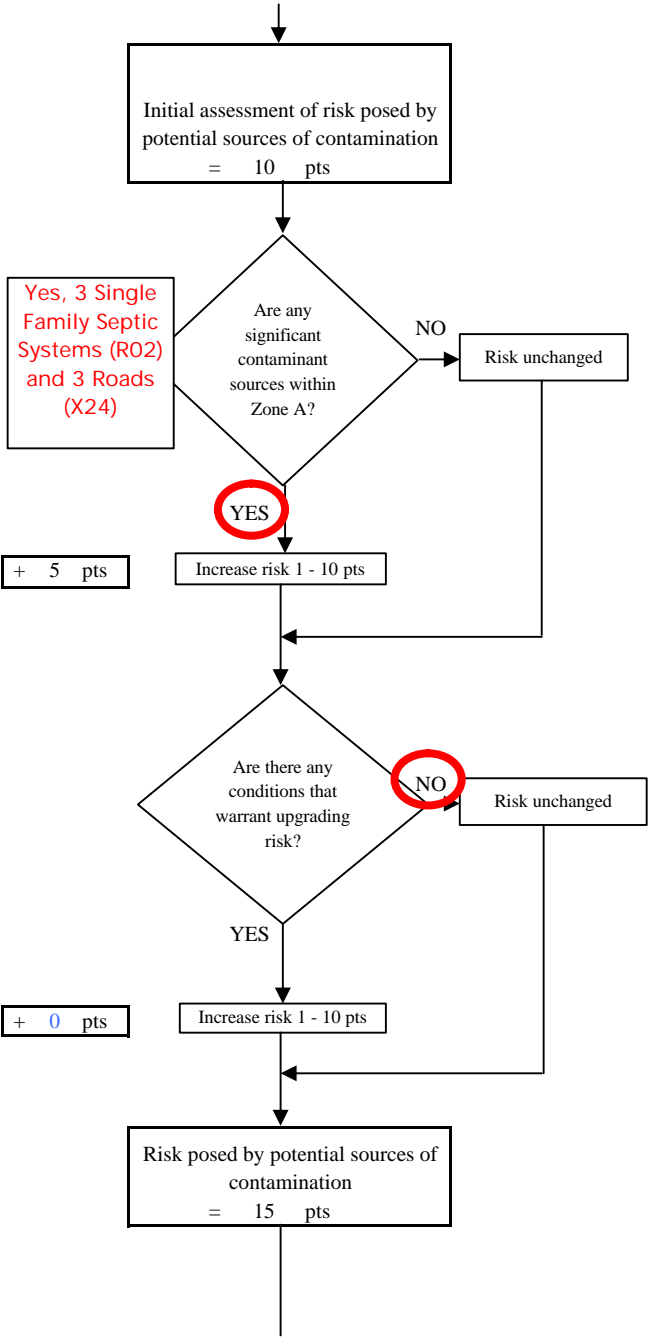 Initial assessment of risk posed by
potential sources of contamination
= 10 pts
Yes, 3 Single
Family Septic
Systems (R02)
and 3 Roads
(X24)
Are any
significant
contaminant
sources within
Zone A?
NO
Risk unchanged
YES
+ 5 pts
Increase risk 1 - 10 pts
Are there any
conditions that
warrant upgrading
risk?
NO
Risk unchanged
YES
+ 0 pts
Increase risk 1 - 10 pts
Risk posed by potential sources of
contamination
= 15 pts